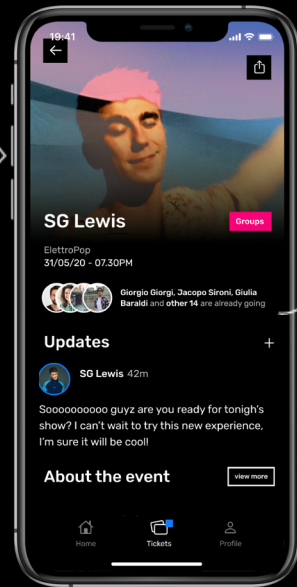 19:41
SG Lewis
Groups
ElettroPop
31/05/20 - 07.30PM
Giorgio Giorgi, Jacopo Sironi, Giulia
Baraldi and other 14 are already going
Updates
+
SG Lewis 42m
Soooooooooo guyz are you ready for tonigh's
show? I can't wait to try this new experience,
I'm sure it will be cool!
About the event
view more
Home
Tickets
Profile